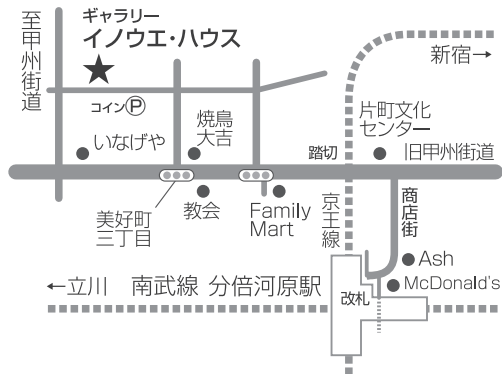 至甲州街道
ギャラリー
イノウエ・ハウス
新宿→
コインⓅ
いなげや
焼鳥
大吉
踏切
片町文化
センター
旧甲州街道
美好町
三丁目
教会
Family
Mart
京王線
商店街
Ash
McDonald's
←立川 南武線 分倍河原駅
改札